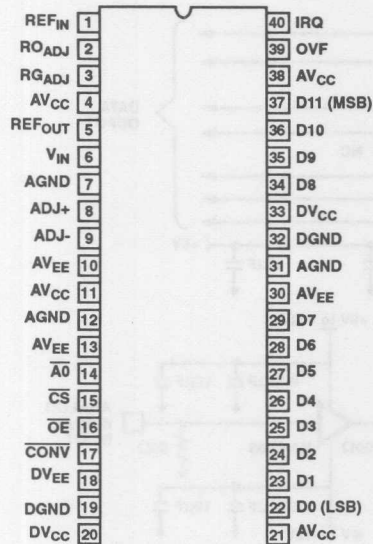 REFIN 1 40 IRQ
ROADJ 2 39 OVF
RGADJ 3 38 AVCC
AVCC 4 37 D11 (MSB)
REFOUT 5 36 D10
VIN 6 35 D9
AGND 7 34 D8
ADJ+ 8 33 DVCC
ADJ- 9 32 DGND
AVEE 10 31 AGND
AVCC 11 30 AVEE
AGND 12 29 D7
AVEE 13 28 D6
A0 14 27 D5
CS 15 26 D4
OE 16 25 D3
CONV 17 24 D2
DVEE 18 23 D1
DGND 19 22 D0 (LSB)
DVCC 20 21 AVCC